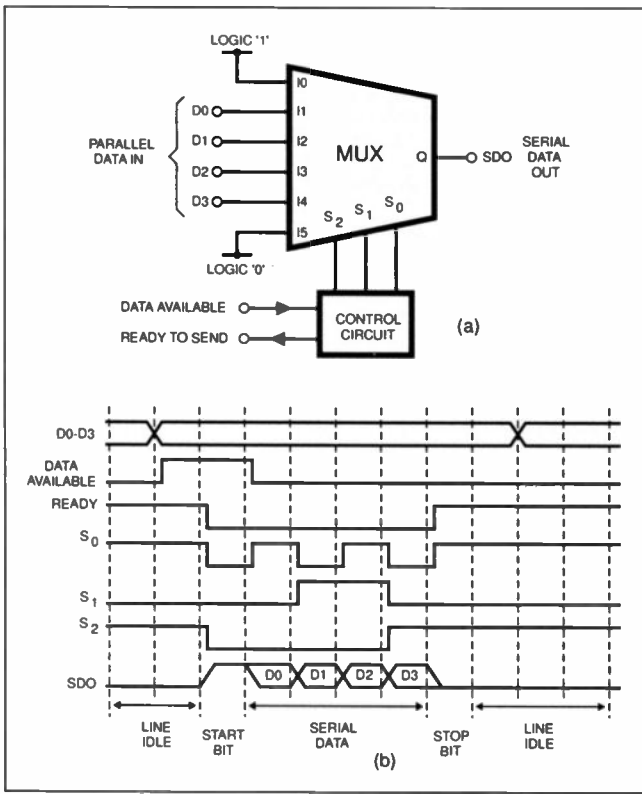 LOGIC '1'
I0
D0
I1
PARALLEL
DATA IN
D1
I2
MUX
Q
SDO
SERIAL
DATA
OUT
D2
I3
D3
I4
S2
S1
S0
I5
LOGIC '0'
DATA AVAILABLE
READY TO SEND
CONTROL
CIRCUIT
(a)
D0-D3
DATA
AVAILABLE
READY
S0
S1
S2
SDO
D0
D1
D2
D3
LINE
IDLE
START
BIT
SERIAL
DATA
STOP
BIT
LINE
IDLE
(b)